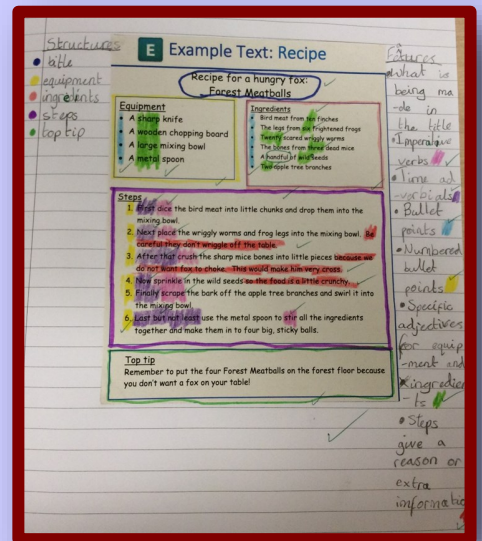 Structures
title
equipment
ingredients
steps
top tip
E Example Text: Recipe
Recipe for a hungry fox:
Forest Meatballs
Equipment
A sharp knife
A wooden chopping board
A large mixing bowl
A metal spoon
Ingredients
Bird meat from ten finches
The legs from six frightened frogs
Twenty scared wriggly worms
The bones from three dead mice
A handful of wild seeds
Two apple tree branches
Steps
1. First dice the bird meat into little chunks and drop them into the
mixing bowl.
2. Next place the wriggly worms and frog legs into the mixing bowl. Be
careful they don't wriggle off the table.
3. After that crush the sharp mice bones into little pieces because we
do not want fox to choke. This would make him very cross.
4. Now sprinkle in the wild seeds so the food is a little crunchy.
5. Finally scrape the bark off the apple tree branches and swirl it into
the mixing bowl.
6. Last but not least use the metal spoon to stir all the ingredients
together and make them in to four big, sticky balls.
Top tip
Remember to put the four Forest Meatballs on the forest floor because
you don't want a fox on your table!
what is
being ma
-de in
the title
Imperative
verbs
time ad
-verbials
Bullet
points
Numbered
bullet
points
Specific
adjectives
for equip
-ment and
ingredien
-ts
Steps
give a
reason or
extra
informatio